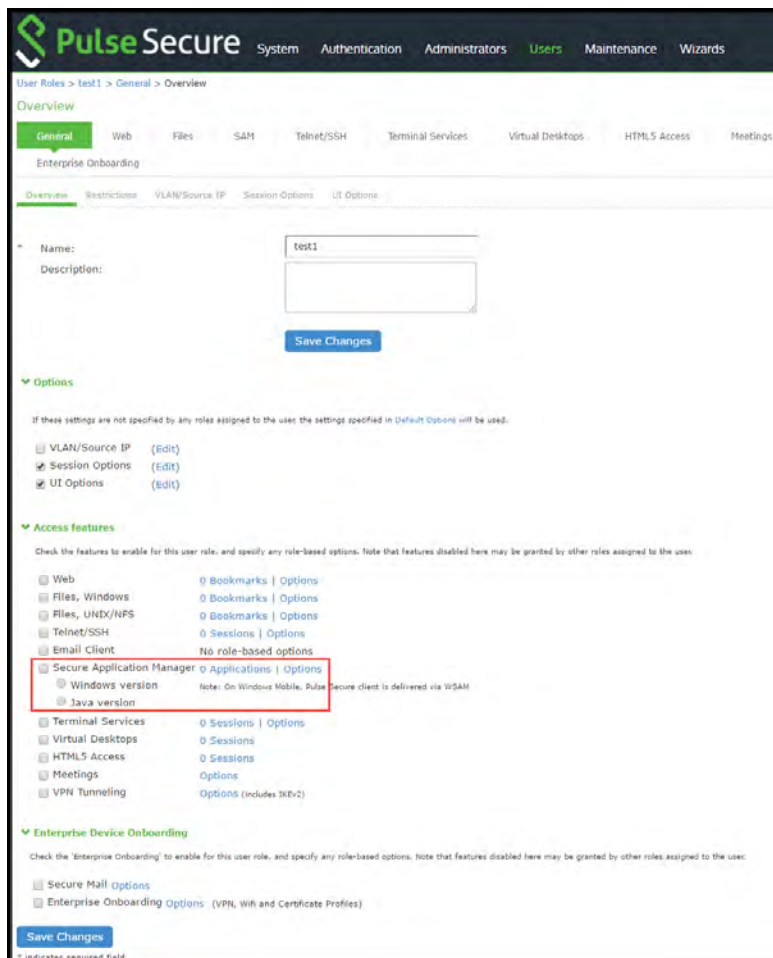 Pulse Secure System Authentication Administrators Users Maintenance Wizards
User Roles > test1 > General > Overview
Overview
General Web Files SAM Telnet/SSH Terminal Services Virtual Desktops HTML5 Access Meetings
Enterprise Onboarding
Overview Restrictions VLAN/Source IP Session Options UI Options
* Name: test1
Description:
Save Changes
Options
If these settings are not specified by any roles assigned to the user, the settings specified in Default Options will be used.
VLAN/Source IP (Edit)
Session Options (Edit)
UI Options (Edit)
Access features
Check the features to enable for this user role, and specify any role-based options. Note that features disabled here may be granted by other roles assigned to the user.
Web 0 Bookmarks | Options
Files, Windows 0 Bookmarks | Options
Files, UNIX/NFS 0 Bookmarks | Options
Telnet/SSH 0 Sessions | Options
Email Client No role-based options
Secure Application Manager 0 Applications | Options
Windows version Note: On Windows Mobile, Pulse Secure client is delivered via WSAM
Java version
Terminal Services 0 Sessions | Options
Virtual Desktops 0 Sessions
HTML5 Access 0 Sessions
Meetings Options
VPN Tunneling Options (includes IKEv2)
Enterprise Device Onboarding
Check the 'Enterprise Onboarding' to enable for this user role, and specify any role-based options. Note that features disabled here may be granted by other roles assigned to the user.
Secure Mail Options
Enterprise Onboarding Options (VPN, Wifi and Certificate Profiles)
Save Changes
* indicates required field